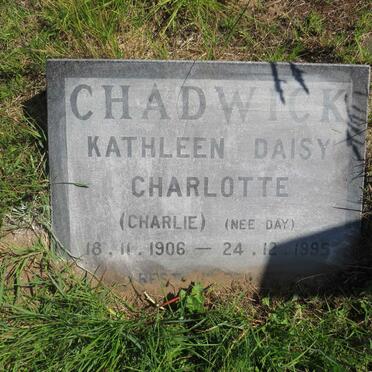 CHADWICK
KATHLEEN DAISY
CHARLOTTE
(CHARLIE) (NEE DAY)
18.11.1906 — 24.12.1995